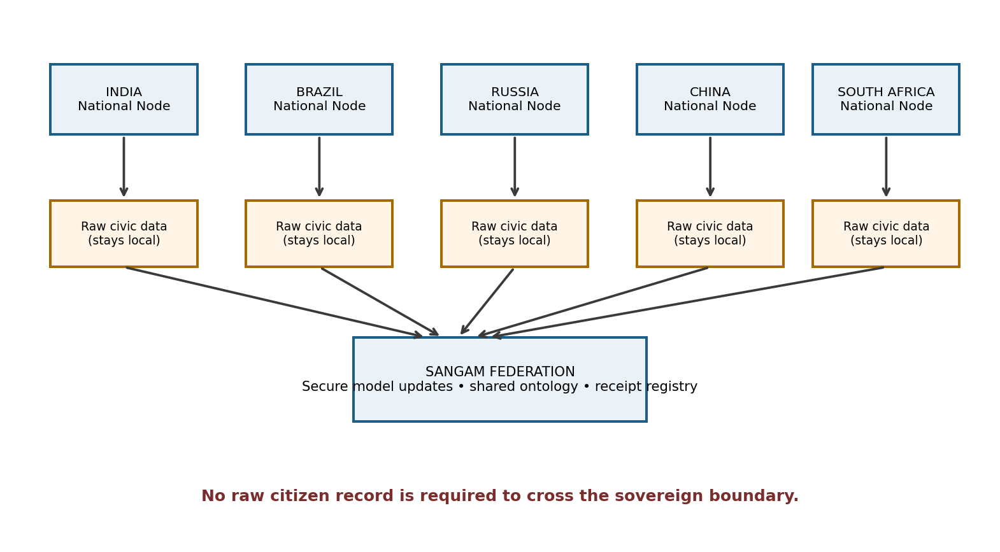 INDIA
National Node
BRAZIL
National Node
RUSSIA
National Node
CHINA
National Node
SOUTH AFRICA
National Node
Raw civic data
(stays local)
Raw civic data
(stays local)
Raw civic data
(stays local)
Raw civic data
(stays local)
Raw civic data
(stays local)
SANGAM FEDERATION
Secure model updates • shared ontology • receipt registry
No raw citizen record is required to cross the sovereign boundary.